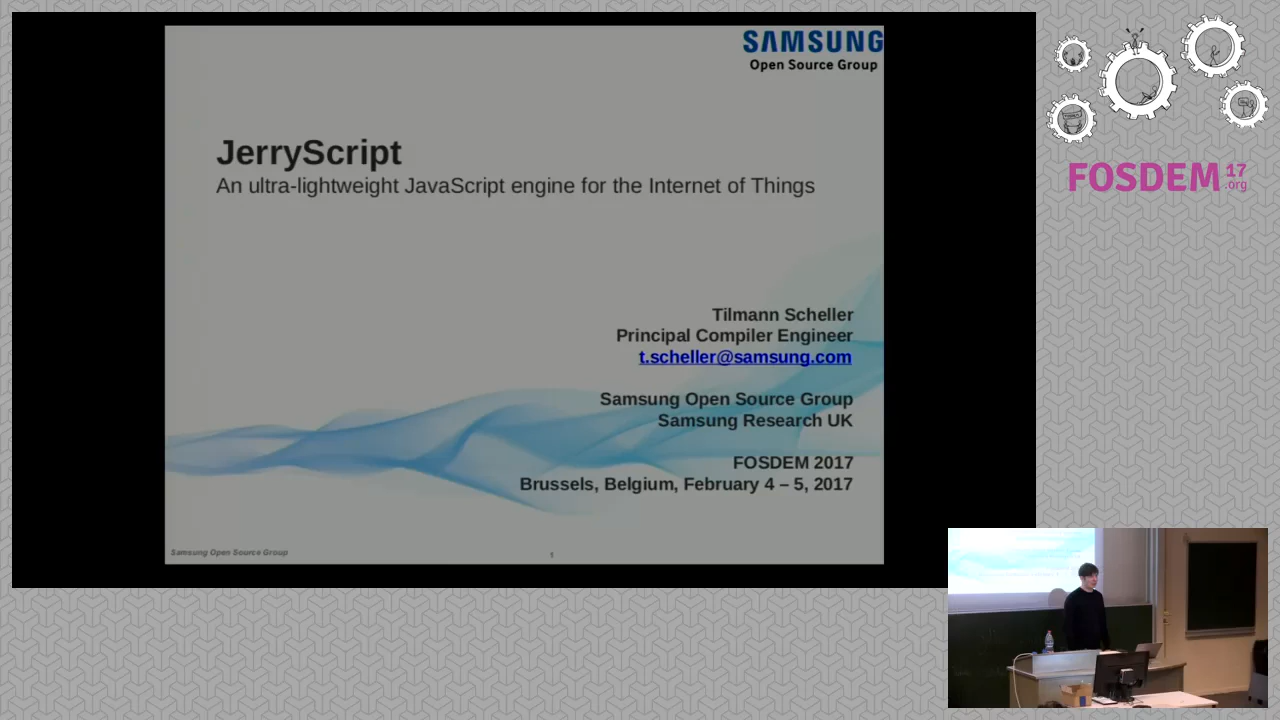 SAMSUNG
Open Source Group
JerryScript
An ultra-lightweight JavaScript engine for the Internet of Things
Tilmann Scheller
Principal Compiler Engineer
t.scheller@samsung.com
Samsung Open Source Group
Samsung Research UK
FOSDEM 2017
Brussels, Belgium, February 4 – 5, 2017
Samsung Open Source Group
1
FOSDEM 17
.org